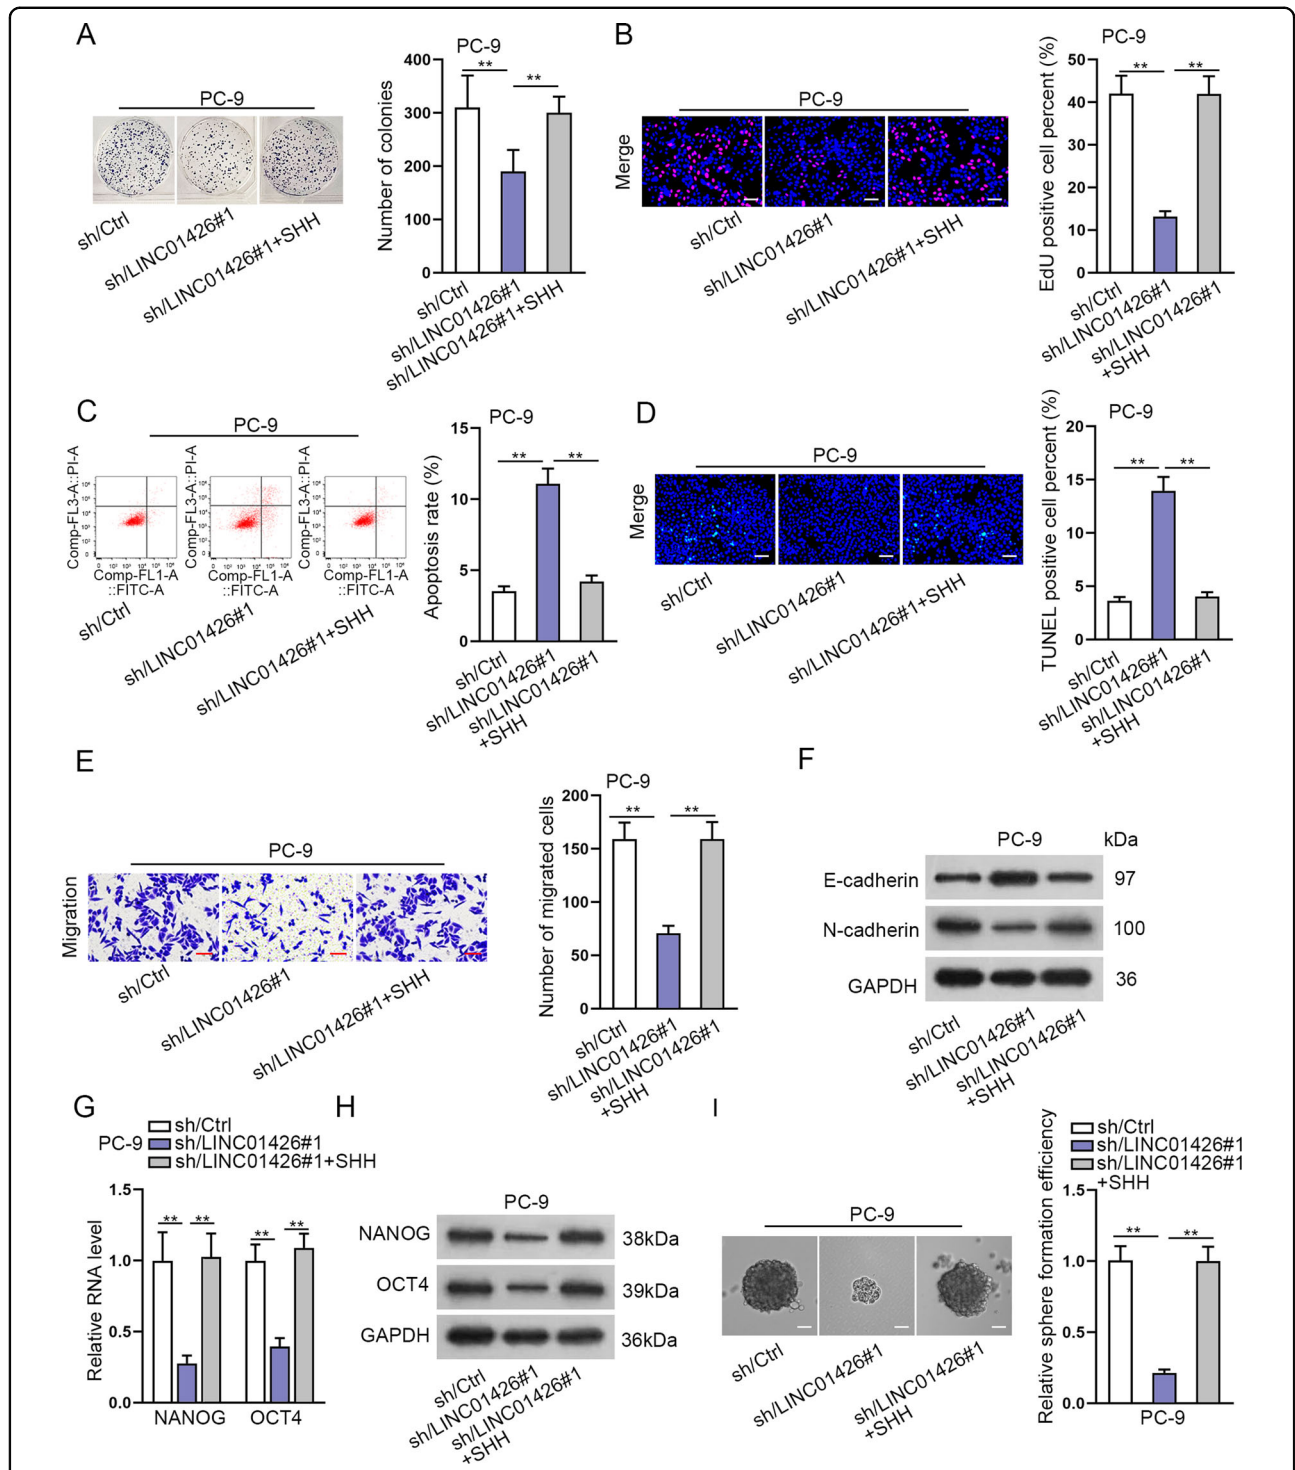 A
PC-9
sh/Ctrl
sh/LINC01426#1
sh/LINC01426#1+SHH
PC-9
Number of colonies
400
300
200
100
0
**
**
sh/Ctrl
sh/LINC01426#1
sh/LINC01426#1+SHH
B
PC-9
Merge
sh/Ctrl
sh/LINC01426#1
sh/LINC01426#1+SHH
PC-9
EdU positive cell percent (%)
50
40
30
20
10
0
**
**
sh/Ctrl
sh/LINC01426#1
sh/LINC01426#1
+SHH
C
PC-9
Comp-FL3-A::PI-A
Comp-FL3-A::PI-A
Comp-FL3-A::PI-A
Comp-FL1-A
::FITC-A
Comp-FL1-A
::FITC-A
Comp-FL1-A
::FITC-A
sh/Ctrl
sh/LINC01426#1
sh/LINC01426#1+SHH
PC-9
Apoptosis rate (%)
15
10
5
0
**
**
sh/Ctrl
sh/LINC01426#1
sh/LINC01426#1
+SHH
D
PC-9
Merge
sh/Ctrl
sh/LINC01426#1
sh/LINC01426#1+SHH
PC-9
TUNEL positive cell percent (%)
20
15
10
5
0
**
**
sh/Ctrl
sh/LINC01426#1
sh/LINC01426#1
+SHH
E
PC-9
Migration
sh/Ctrl
sh/LINC01426#1
sh/LINC01426#1+SHH
PC-9
Number of migrated cells
200
150
100
50
0
**
**
sh/Ctrl
sh/LINC01426#1
sh/LINC01426#1
+SHH
F
PC-9 kDa
E-cadherin 97
N-cadherin 100
GAPDH 36
sh/Ctrl
sh/LINC01426#1
sh/LINC01426#1
+SHH
G
PC-9
sh/Ctrl
sh/LINC01426#1
sh/LINC01426#1+SHH
Relative RNA level
1.5
1.0
0.5
0.0
**
**
**
**
NANOG OCT4
H
PC-9
NANOG 38kDa
OCT4 39kDa
GAPDH 36kDa
sh/Ctrl
sh/LINC01426#1
sh/LINC01426#1
+SHH
I
PC-9
sh/Ctrl
sh/LINC01426#1
sh/LINC01426#1
+SHH
sh/Ctrl
sh/LINC01426#1
sh/LINC01426#1
+SHH
Relative sphere formation efficiency
1.5
1.0
0.5
0.0
**
**
PC-9